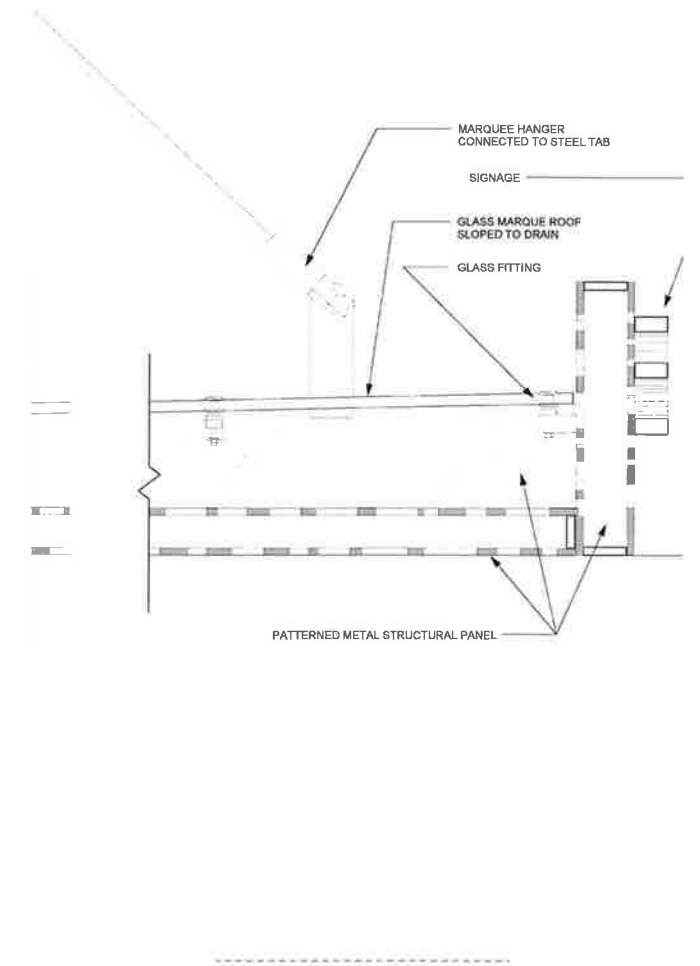 MARQUEE HANGER
CONNECTED TO STEEL TAB
SIGNAGE
GLASS MARQUE ROOF
SLOPED TO DRAIN
GLASS FITTING
PATTERNED METAL STRUCTURAL PANEL